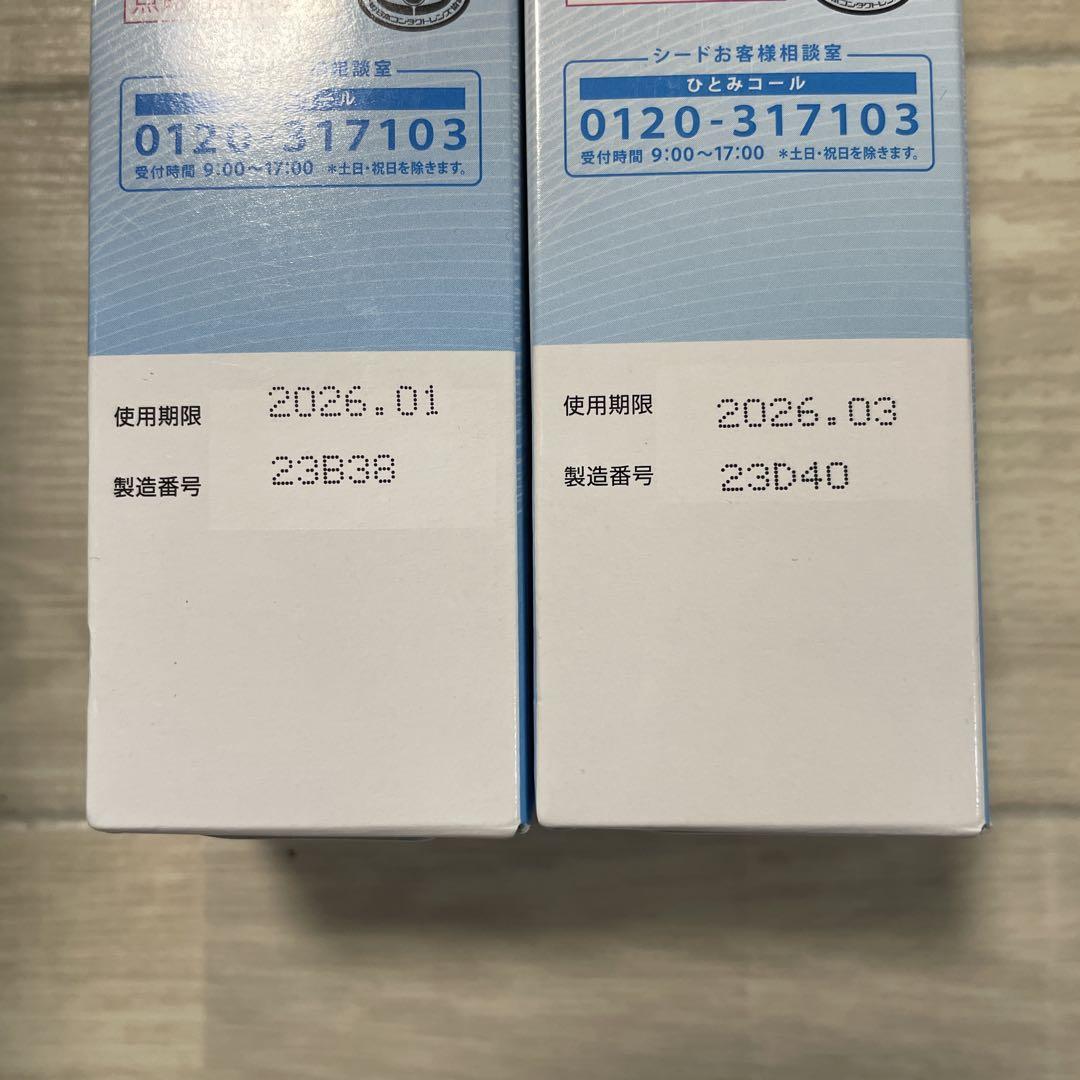 談室
ール
0120-317103
受付時間 9:00～17:00 ＊土日・祝日を除きます。
使用期限 2026.01
製造番号 23B38
シードお客様相談室
ひとみコール
0120-317103
受付時間 9:00～17:00 ＊土日・祝日を除きます。
使用期限 2026.03
製造番号 23D40